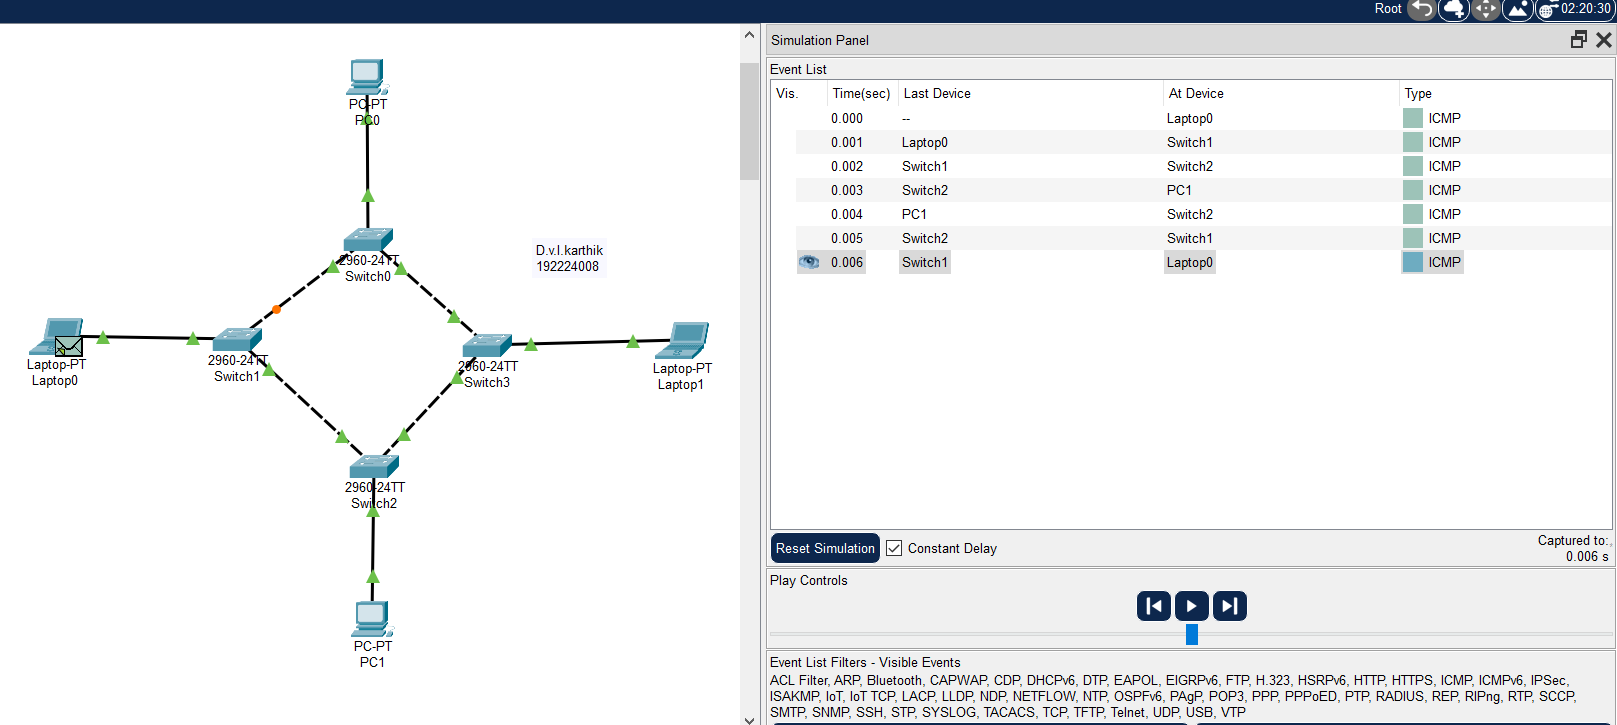 Root
02:20:30
Simulation Panel
Event List
Vis. Time(sec) Last Device At Device Type
0.000 -- Laptop0 ICMP
0.001 Laptop0 Switch1 ICMP
0.002 Switch1 Switch2 ICMP
0.003 Switch2 PC1 ICMP
0.004 PC1 Switch2 ICMP
0.005 Switch2 Switch1 ICMP
0.006 Switch1 Laptop0 ICMP
Reset Simulation
Constant Delay
Captured to:
0.006 s
Play Controls
Event List Filters - Visible Events
ACL Filter, ARP, Bluetooth, CAPWAP, CDP, DHCPv6, DTP, EAPOL, EIGRPv6, FTP, H.323, HSRPv6, HTTP, HTTPS, ICMP, ICMPv6, IPSec,
ISAKMP, IoT, IoT TCP, LACP, LLDP, NDP, NETFLOW, NTP, OSPFv6, PAgP, POP3, PPP, PPPoED, PTP, RADIUS, REP, RIPng, RTP, SCCP,
SMTP, SNMP, SSH, STP, SYSLOG, TACACS, TCP, TFTP, Telnet, UDP, USB, VTP
PC-PT
PC0
2960-24TT
Switch0
D.v.l.karthik
192224008
Laptop-PT
Laptop0
2960-24TT
Switch1
2960-24TT
Switch3
Laptop-PT
Laptop1
2960-24TT
Switch2
PC-PT
PC1